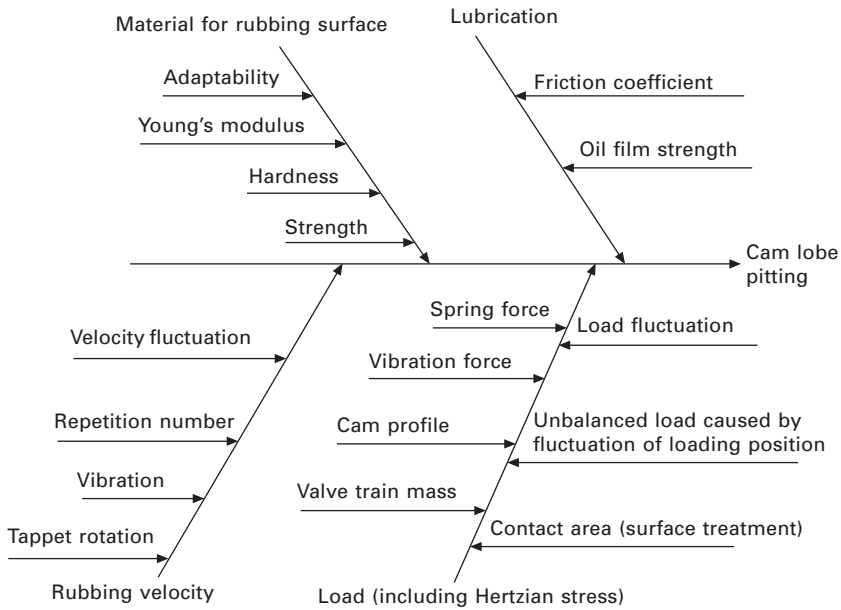 Material for rubbing surface
Lubrication
Adaptability
Friction coefficient
Young's modulus
Oil film strength
Hardness
Strength
Cam lobe
pitting
Spring force
Load fluctuation
Velocity fluctuation
Vibration force
Repetition number
Cam profile
Unbalanced load caused by
fluctuation of loading position
Vibration
Valve train mass
Contact area (surface treatment)
Tappet rotation
Rubbing velocity
Load (including Hertzian stress)